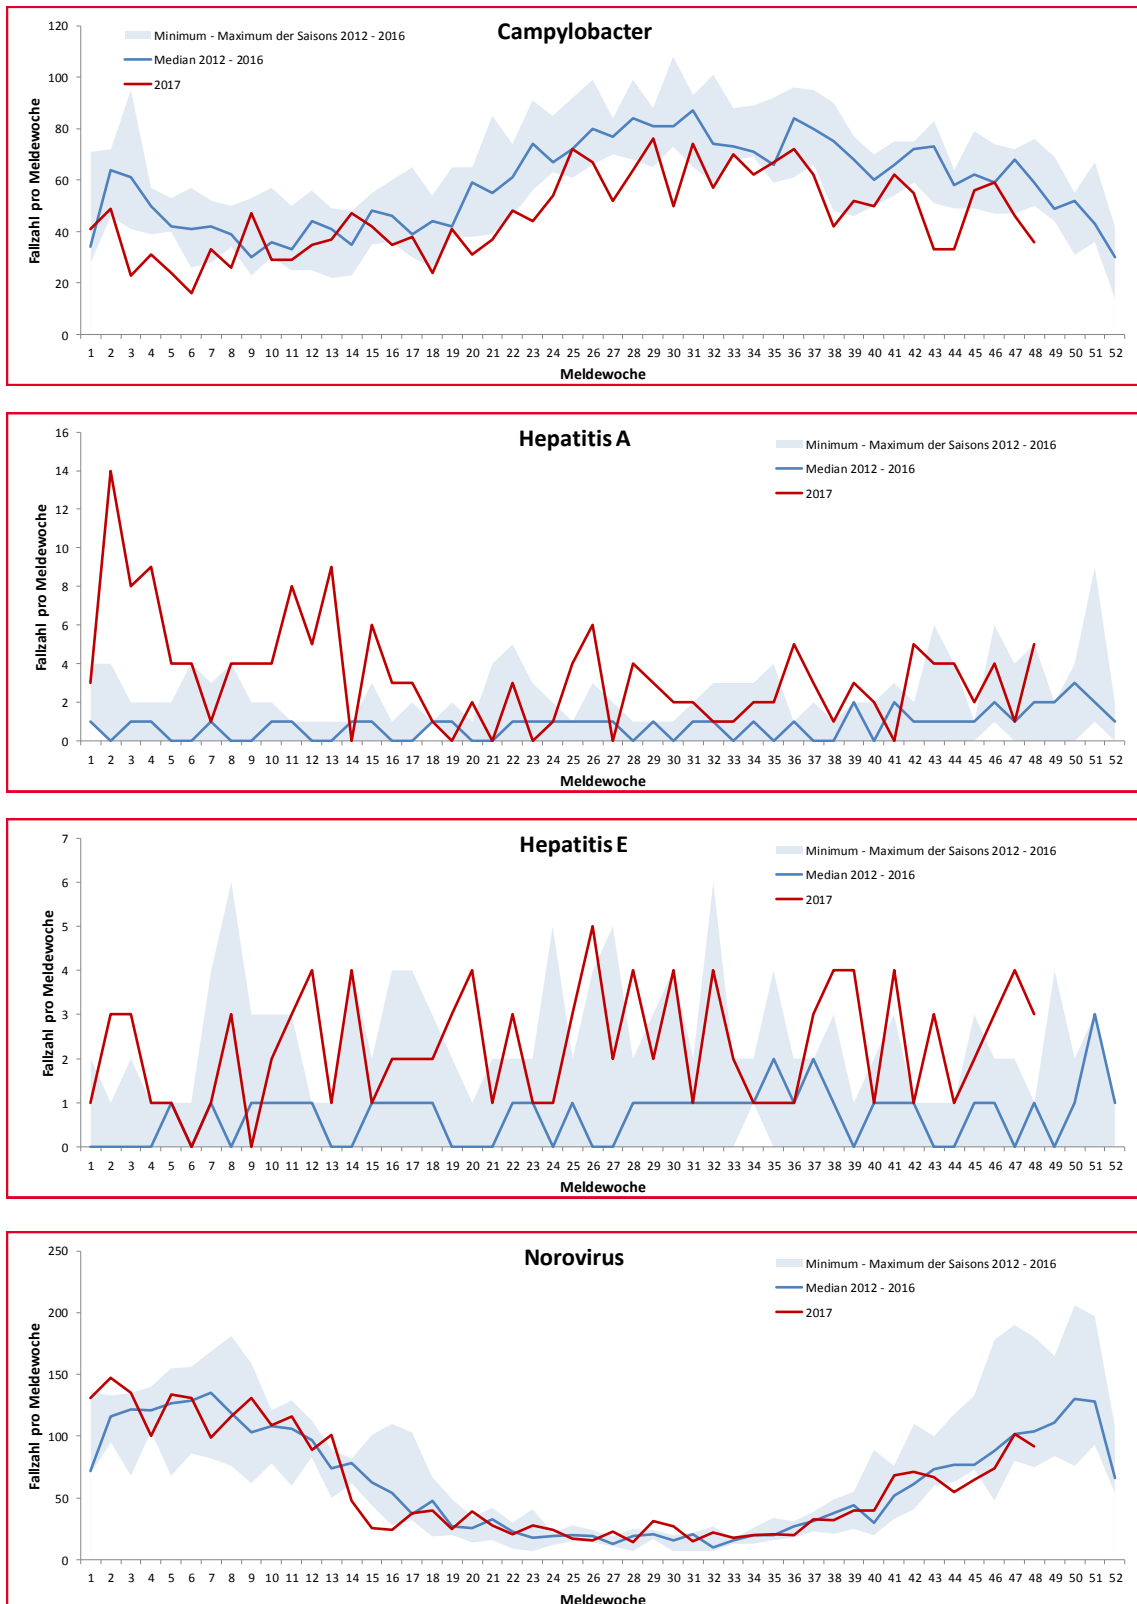 Campylobacter
Minimum - Maximum der Saisons 2012 - 2016
Median 2012 - 2016
2017
Fallzahl pro Meldewoche
120
100
80
60
40
20
0
1 2 3 4 5 6 7 8 9 10 11 12 13 14 15 16 17 18 19 20 21 22 23 24 25 26 27 28 29 30 31 32 33 34 35 36 37 38 39 40 41 42 43 44 45 46 47 48 49 50 51 52
Meldewoche
Hepatitis A
Minimum - Maximum der Saisons 2012 - 2016
Median 2012 - 2016
2017
Fallzahl pro Meldewoche
16
14
12
10
8
6
4
2
0
1 2 3 4 5 6 7 8 9 10 11 12 13 14 15 16 17 18 19 20 21 22 23 24 25 26 27 28 29 30 31 32 33 34 35 36 37 38 39 40 41 42 43 44 45 46 47 48 49 50 51 52
Meldewoche
Hepatitis E
Minimum - Maximum der Saisons 2012 - 2016
Median 2012 - 2016
2017
Fallzahl pro Meldewoche
7
6
5
4
3
2
1
0
1 2 3 4 5 6 7 8 9 10 11 12 13 14 15 16 17 18 19 20 21 22 23 24 25 26 27 28 29 30 31 32 33 34 35 36 37 38 39 40 41 42 43 44 45 46 47 48 49 50 51 52
Meldewoche
Norovirus
Minimum - Maximum der Saisons 2012 - 2016
Median 2012 - 2016
2017
Fallzahl pro Meldewoche
250
200
150
100
50
0
1 2 3 4 5 6 7 8 9 10 11 12 13 14 15 16 17 18 19 20 21 22 23 24 25 26 27 28 29 30 31 32 33 34 35 36 37 38 39 40 41 42 43 44 45 46 47 48 49 50 51 52
Meldewoche